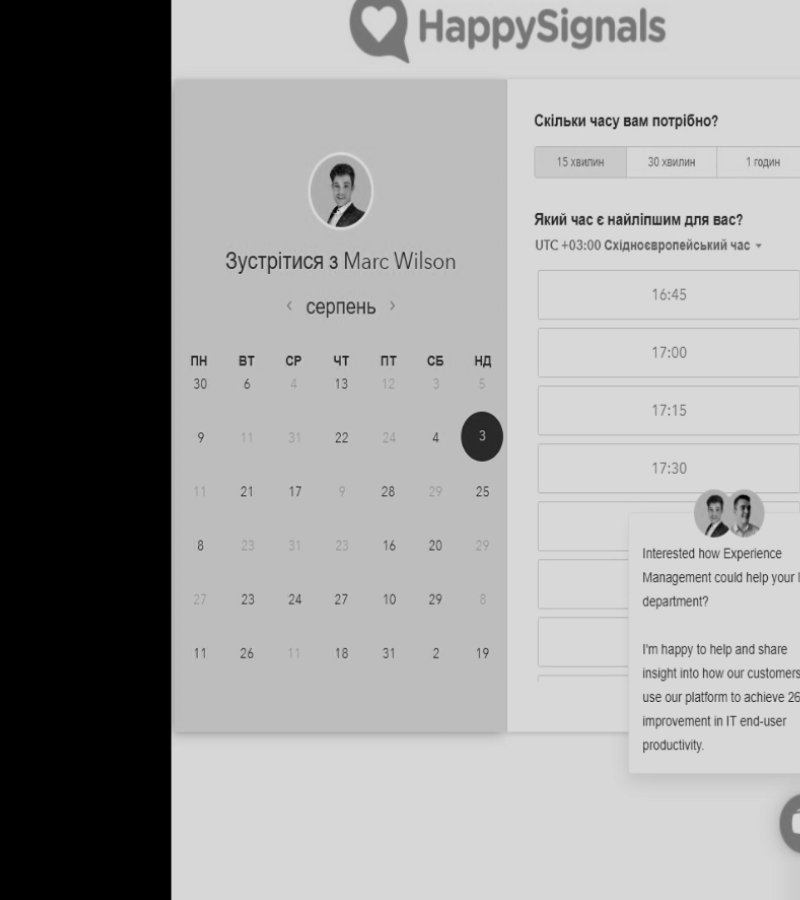 HappySignals
Зустрітися з Marc Wilson
‹ серпень ›
ПН ВТ СР ЧТ ПТ СБ НД
30 6 4 13 12 3 5
9 11 31 22 24 4 3
11 21 17 9 28 29 25
8 23 31 23 16 20 29
27 23 24 27 10 29 8
11 26 11 18 31 2 19
Скільки часу вам потрібно?
15 хвилин 30 хвилин 1 годин
Який час є найліпшим для вас?
UTC +03:00 Східноєвропейський час
16:45
17:00
17:15
17:30
Interested how Experience
Management could help your
department?
I'm happy to help and share
insight into how our customers
use our platform to achieve 26
improvement in IT end-user
productivity.